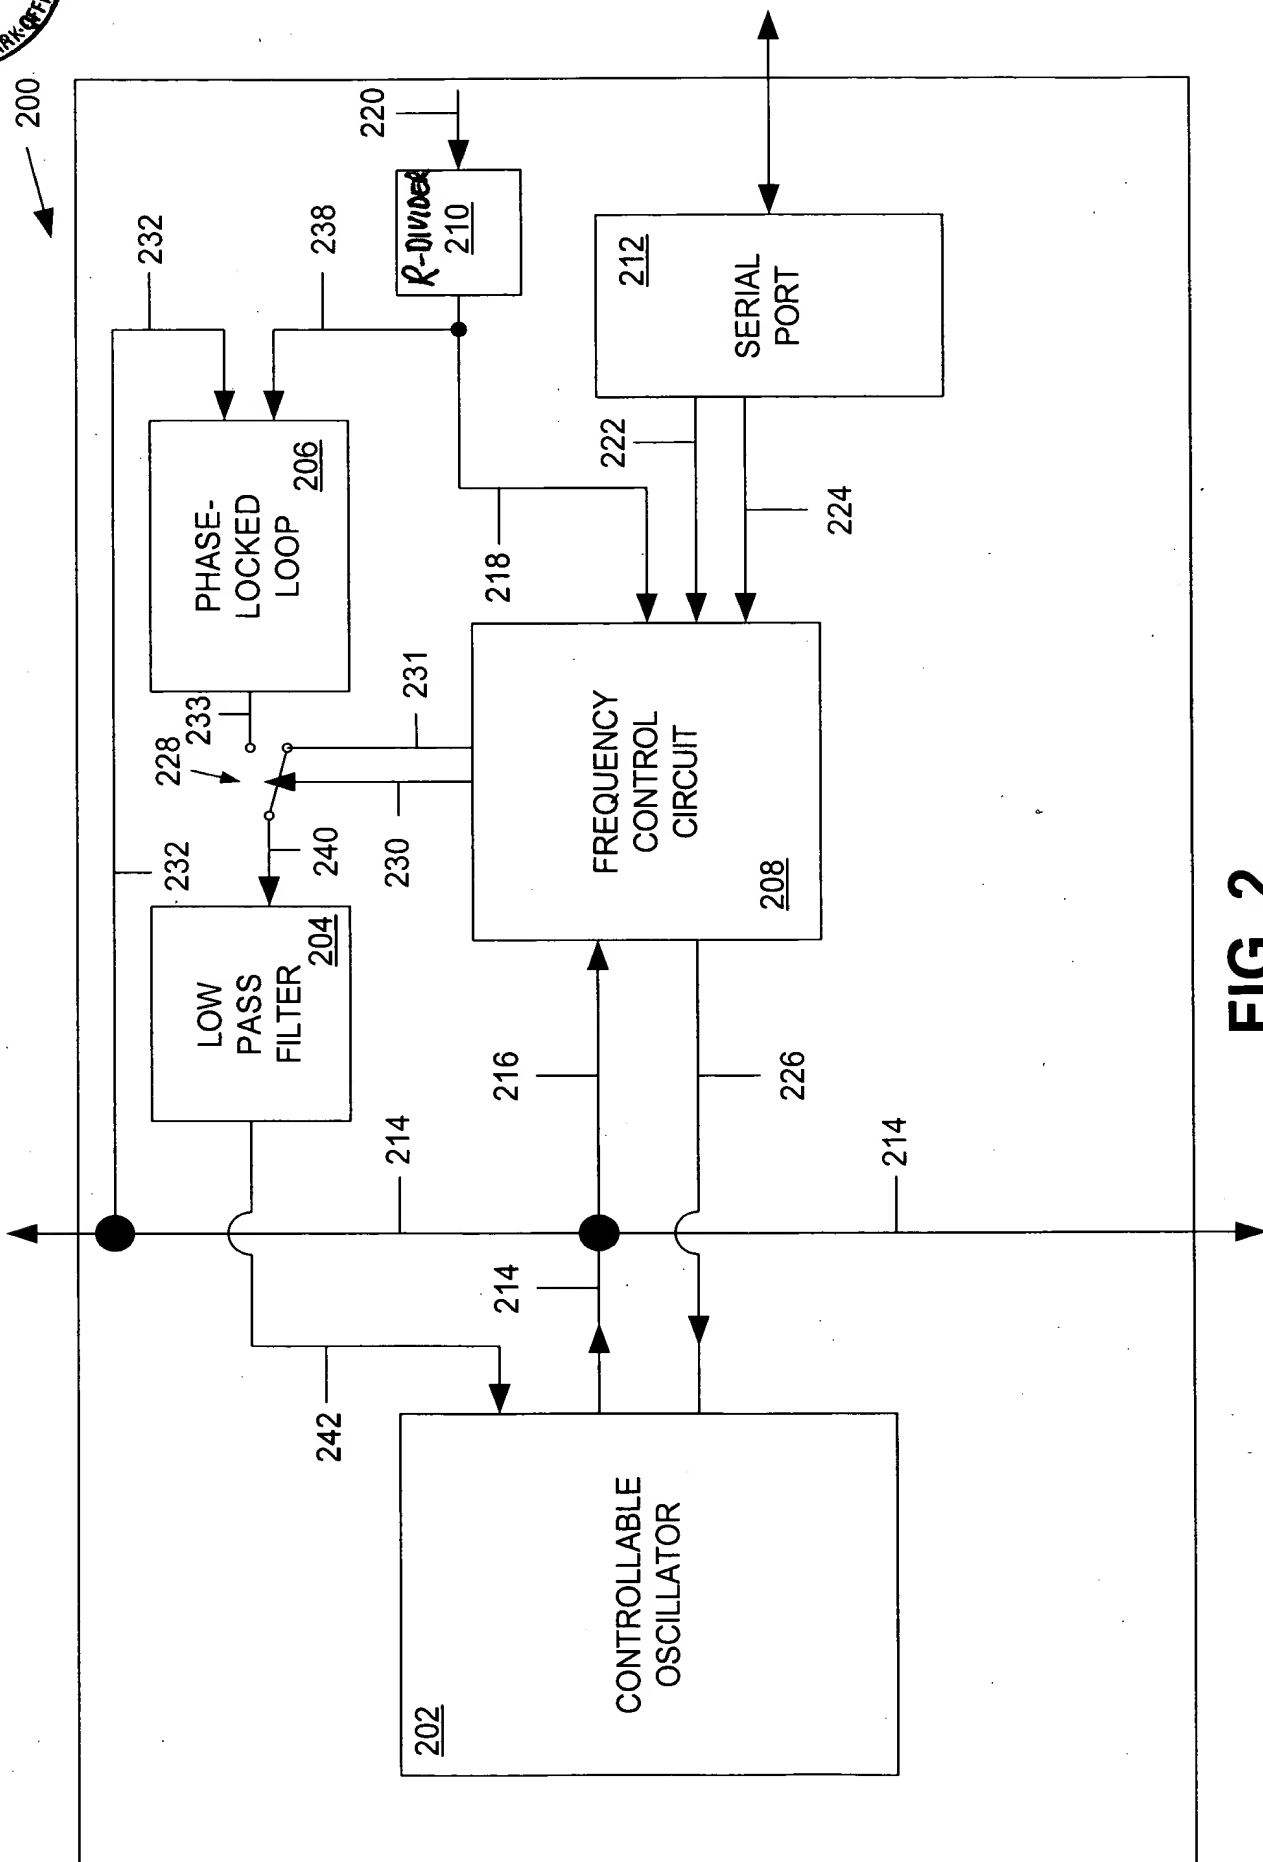 200
232
238
220
R-DIVIDER
210
212
SERIAL
PORT
PHASE-
LOCKED
LOOP
206
222
224
218
233
228
231
230
240
232
FREQUENCY
CONTROL
CIRCUIT
208
LOW
PASS
FILTER
204
216
226
214
214
214
242
CONTROLLABLE
OSCILLATOR
202
FIG 2